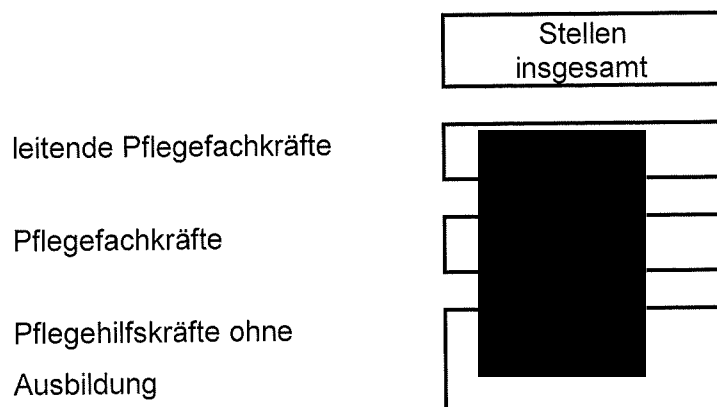 Stellen
insgesamt
leitende Pflegefachkräfte
Pflegefachkräfte
Pflegehilfskräfte ohne
Ausbildung